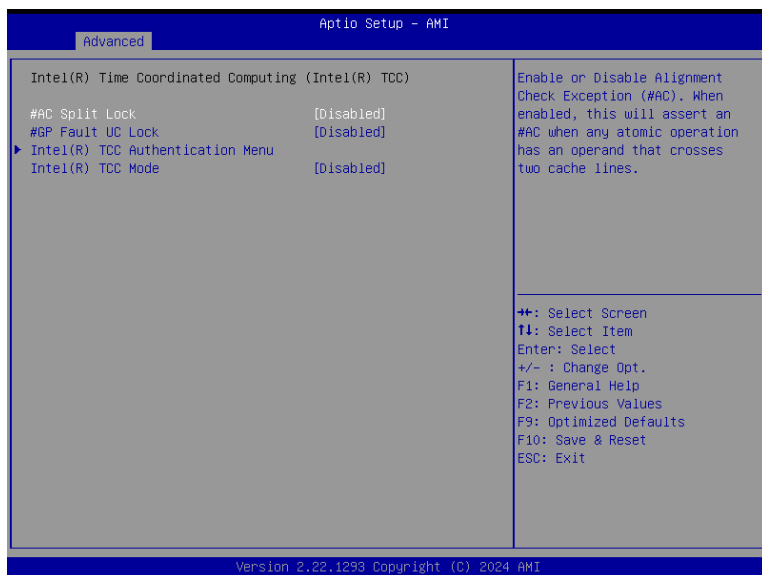 Aptio Setup – AMI
Advanced
Intel(R) Time Coordinated Computing (Intel(R) TCC)
#AC Split Lock [Disabled]
#GP Fault UC Lock [Disabled]
Intel(R) TCC Authentication Menu
Intel(R) TCC Mode [Disabled]
Enable or Disable Alignment
Check Exception (#AC). When
enabled, this will assert an
#AC when any atomic operation
has an operand that crosses
two cache lines.
→←: Select Screen
↑↓: Select Item
Enter: Select
+/- : Change Opt.
F1: General Help
F2: Previous Values
F9: Optimized Defaults
F10: Save & Reset
ESC: Exit
Version 2.22.1293 Copyright (C) 2024 AMI